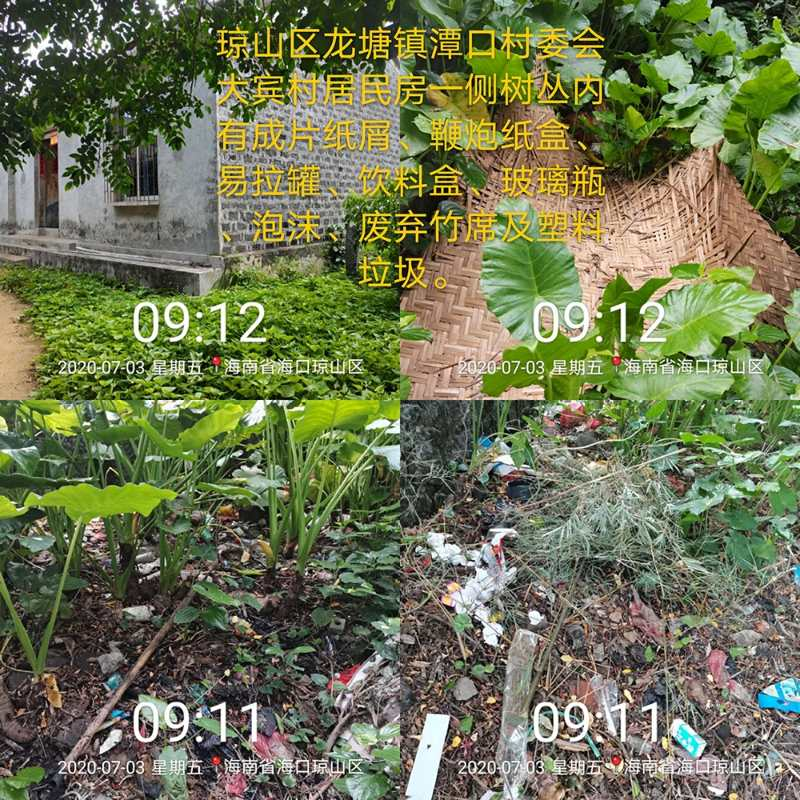 琼山区龙塘镇潭口村委会
大宾村居民房一侧树丛内
有成片纸屑、鞭炮纸盒、
易拉罐、饮料盒、玻璃瓶
、泡沫、废弃竹席及塑料
垃圾。
09:12
2020-07-03 星期五 海南省海口琼山区
09:12
2020-07-03 星期五 海南省海口琼山区
09:11
2020-07-03 星期五 海南省海口琼山区
09:11
2020-07-03 星期五 海南省海口琼山区